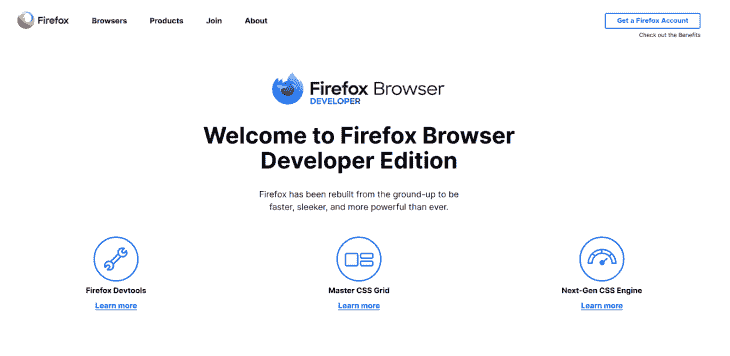 Firefox Browsers Products Join About Get a Firefox Account
Check out the Benefits
Firefox Browser
DEVELOPER
Welcome to Firefox Browser
Developer Edition
Firefox has been rebuilt from the ground-up to be
faster, sleeker, and more powerful than ever.
Firefox Devtools Master CSS Grid Next-Gen CSS Engine
Learn more Learn more Learn more